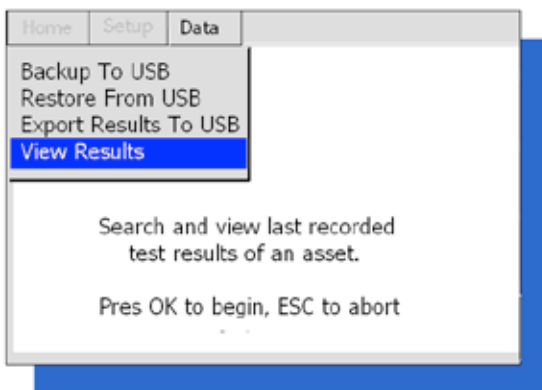 Home Setup Data
Backup To USB
Restore From USB
Export Results To USB
View Results
Search and view last recorded
test results of an asset.
Pres OK to begin, ESC to abort